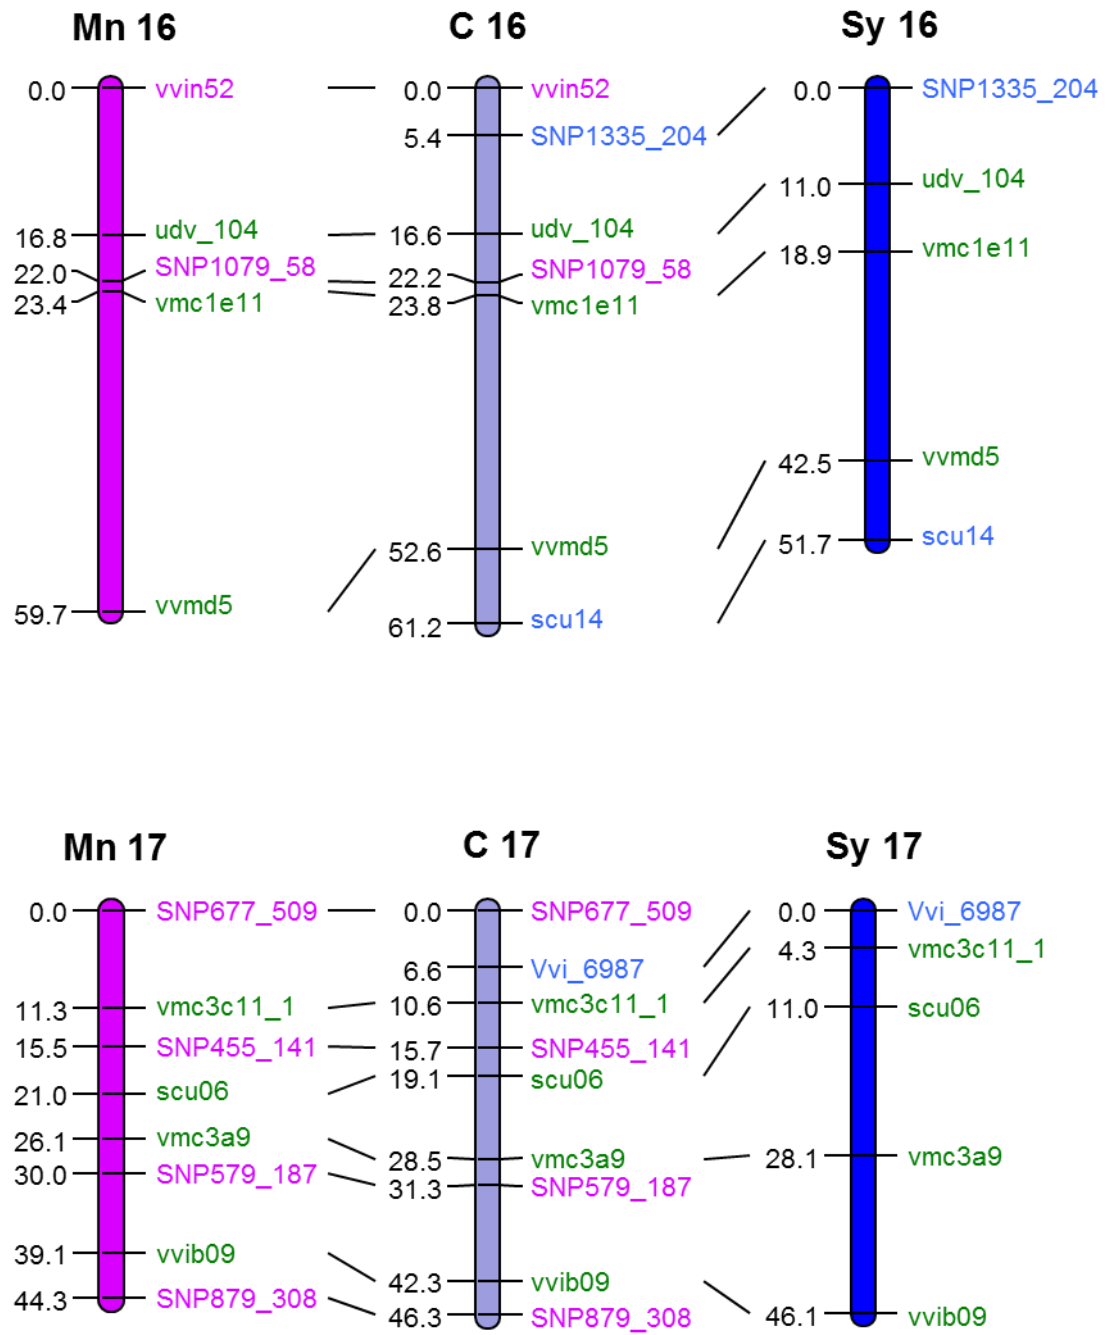 Mn 16
C 16
Sy 16
0.0 vvin52
16.8 udv_104
22.0 SNP1079_58
23.4 vmc1e11
59.7 vvmd5
0.0 vvin52
5.4 SNP1335_204
16.6 udv_104
22.2 SNP1079_58
23.8 vmc1e11
52.6 vvmd5
61.2 scu14
0.0 SNP1335_204
11.0 udv_104
18.9 vmc1e11
42.5 vvmd5
51.7 scu14
Mn 17
C 17
Sy 17
0.0 SNP677_509
11.3 vmc3c11_1
15.5 SNP455_141
21.0 scu06
26.1 vmc3a9
30.0 SNP579_187
39.1 vvib09
44.3 SNP879_308
0.0 SNP677_509
6.6 Vvi_6987
10.6 vmc3c11_1
15.7 SNP455_141
19.1 scu06
28.5 vmc3a9
31.3 SNP579_187
42.3 vvib09
46.3 SNP879_308
0.0 Vvi_6987
4.3 vmc3c11_1
11.0 scu06
28.1 vmc3a9
46.1 vvib09